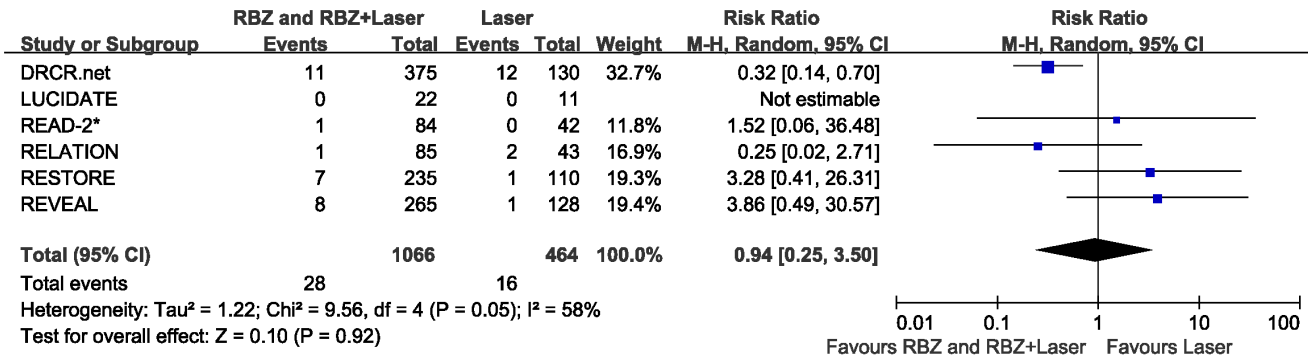 RBZ and RBZ+Laser Laser Risk Ratio Risk Ratio
Study or Subgroup Events Total Events Total Weight M-H, Random, 95% CI M-H, Random, 95% CI
DRCR.net 11 375 12 130 32.7% 0.32 [0.14, 0.70]
LUCIDATE 0 22 0 11 Not estimable
READ-2* 1 84 0 42 11.8% 1.52 [0.06, 36.48]
RELATION 1 85 2 43 16.9% 0.25 [0.02, 2.71]
RESTORE 7 235 1 110 19.3% 3.28 [0.41, 26.31]
REVEAL 8 265 1 128 19.4% 3.86 [0.49, 30.57]
Total (95% CI) 1066 464 100.0% 0.94 [0.25, 3.50]
Total events 28 16
Heterogeneity: Tau² = 1.22; Chi² = 9.56, df = 4 (P = 0.05); I² = 58%
Test for overall effect: Z = 0.10 (P = 0.92)
0.01 0.1 1 10 100
Favours RBZ and RBZ+Laser Favours Laser